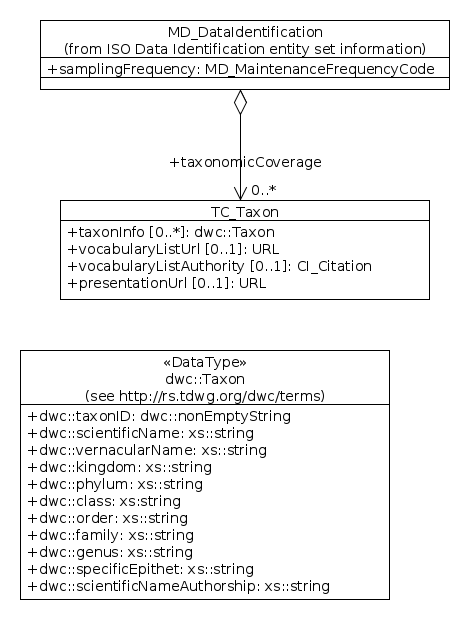 MD_DataIdentification
(from ISO Data Identification entity set information)
+samplingFrequency: MD_MaintenanceFrequencyCode
+taxonomicCoverage
0..*
TC_Taxon
+taxonInfo [0..*]: dwc::Taxon
+vocabularyListUrl [0..1]: URL
+vocabularyListAuthority [0..1]: CI_Citation
+presentationUrl [0..1]: URL
«DataType»
dwc::Taxon
(see http://rs.tdwg.org/dwc/terms)
+dwc::taxonID: dwc::nonEmptyString
+dwc::scientificName: xs::string
+dwc::vernacularName: xs::string
+dwc::kingdom: xs::string
+dwc::phylum: xs::string
+dwc::class: xs:string
+dwc::order: xs::string
+dwc::family: xs::string
+dwc::genus: xs::string
+dwc::specificEpithet: xs::string
+dwc::scientificNameAuthorship: xs::string